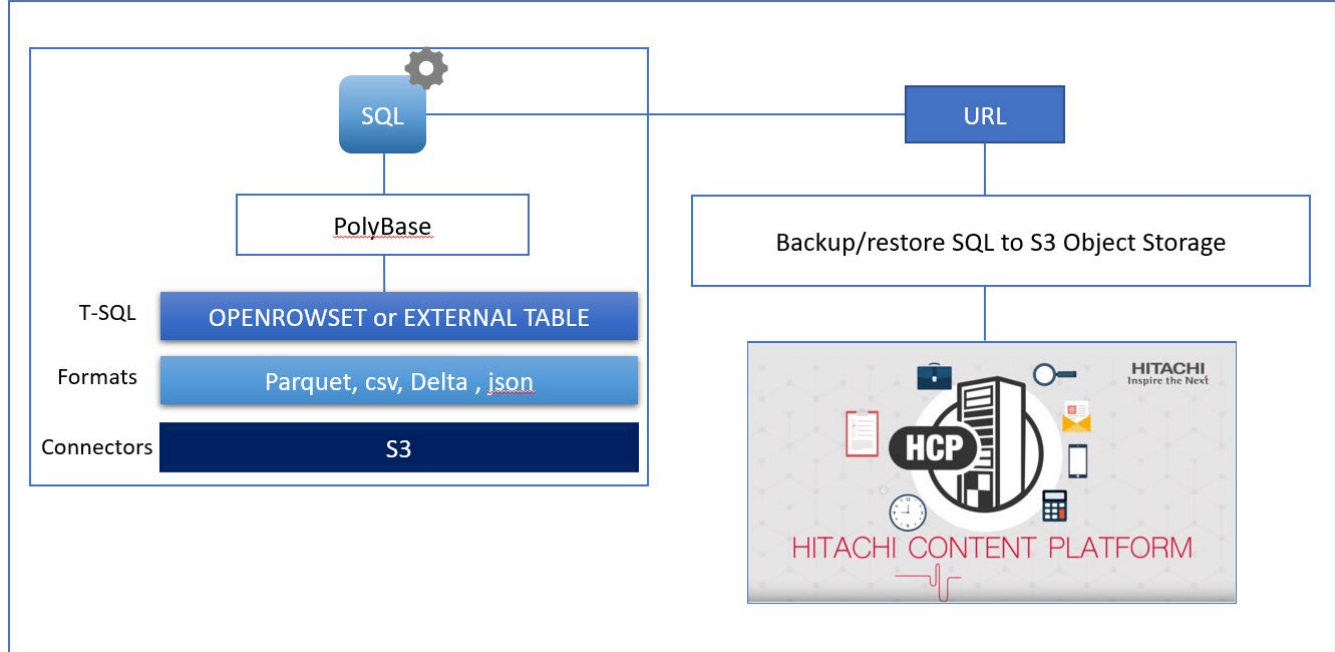 SQL
URL
PolyBase
Backup/restore SQL to S3 Object Storage
T-SQL
OPENROWSET or EXTERNAL TABLE
Formats
Parquet, csv, Delta , json
Connectors
S3
HITACHI
Inspire the Next
HCP
HITACHI CONTENT PLATFORM